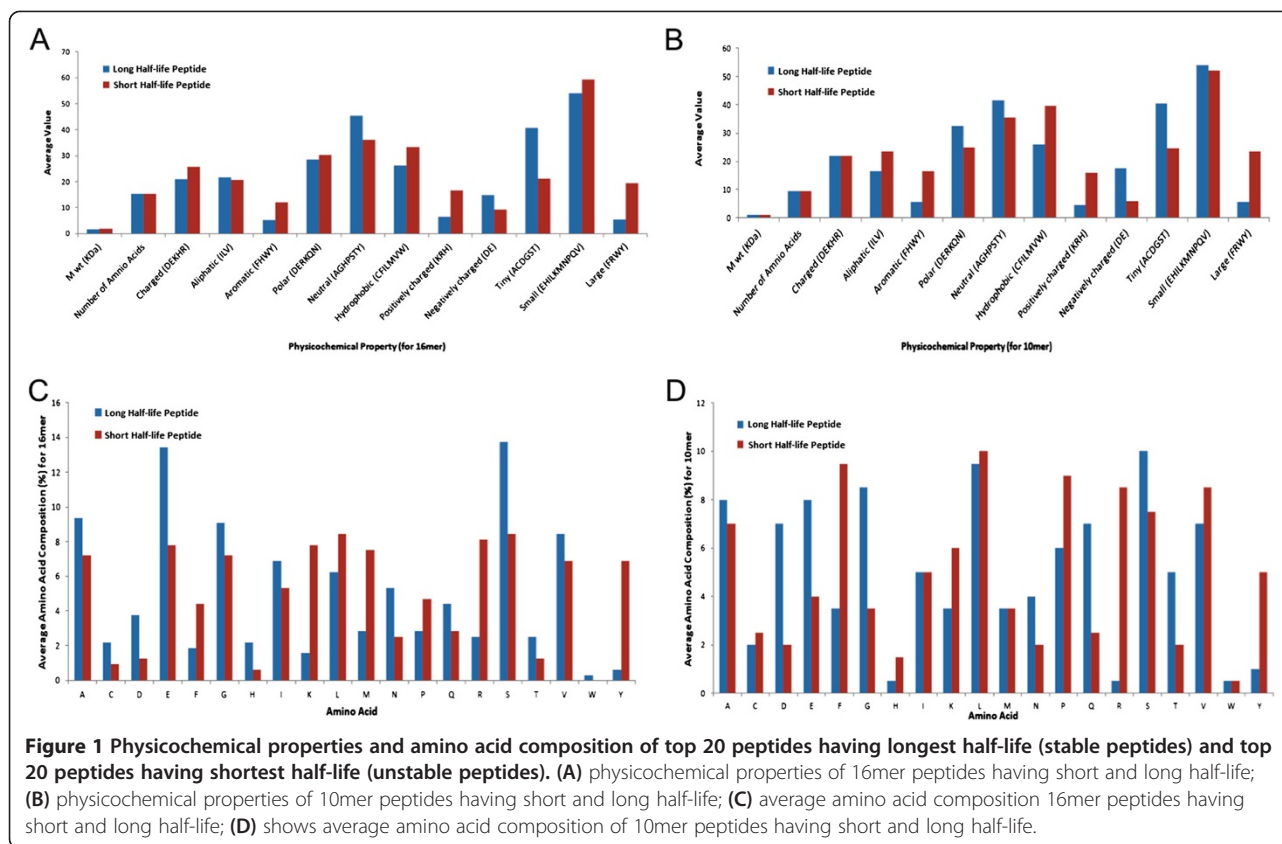 A
Average Value
70
60
50
40
30
20
10
0
Long Half-life Peptide
Short Half-life Peptide
M wt (KDa)
Number of Amnio Acids
Charged (DEKHR)
Aliphatic (ILV)
Aromatic (FHWY)
Polar (DERKQN)
Neutral (AGHPSTY)
Hydrophobic (CFILMVW)
Positively charged (KRH)
Negatively charged (DE)
Tiny (ACDGST)
Small (EHILKMNPQV)
Large (FRWY)
Physicochemical Property (for 16mer)
B
Average Value
60
50
40
30
20
10
0
Long Half-life Peptide
Short Half-life Peptide
M wt (KDa)
Number of Amnio Acids
Charged (DEKHR)
Aliphatic (ILV)
Aromatic (FHWY)
Polar (DERKQN)
Neutral (AGHPSTY)
Hydrophobic (CFILMVW)
Positively charged (KRH)
Negatively charged (DE)
Tiny (ACDGST)
Small (EHILKMNPQV)
Large (FRWY)
Physicochemical Property (for 10mer)
C
Average Amino Acid Composition (%) for 16mer
16
14
12
10
8
6
4
2
0
Long Half-life Peptide
Short Half-life Peptide
A C D E F G H I K L M N P Q R S T V W Y
Amino Acid
D
Average Amino Acid Composition (%) for 10mer
12
10
8
6
4
2
0
Long Half-life Peptide
Short Half-life Peptide
A C D E F G H I K L M N P Q R S T V W Y
Amino Acid
Figure 1 Physicochemical properties and amino acid composition of top 20 peptides having longest half-life (stable peptides) and top
20 peptides having shortest half-life (unstable peptides). (A) physicochemical properties of 16mer peptides having short and long half-life;
(B) physicochemical properties of 10mer peptides having short and long half-life; (C) average amino acid composition 16mer peptides having
short and long half-life; (D) shows average amino acid composition of 10mer peptides having short and long half-life.